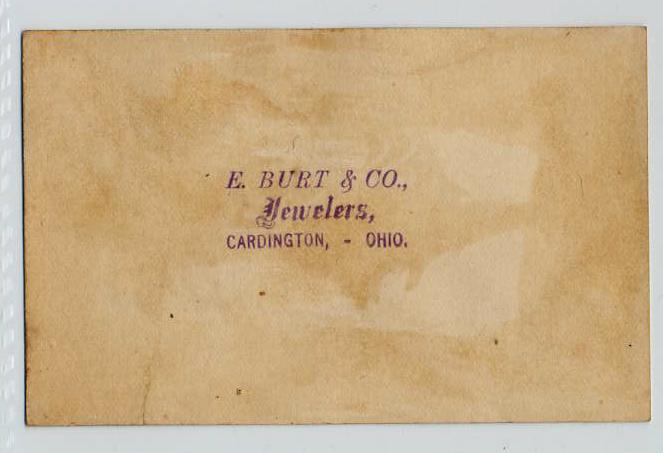 E. BURT & CO.,
Jewelers,
CARDINGTON, - OHIO.